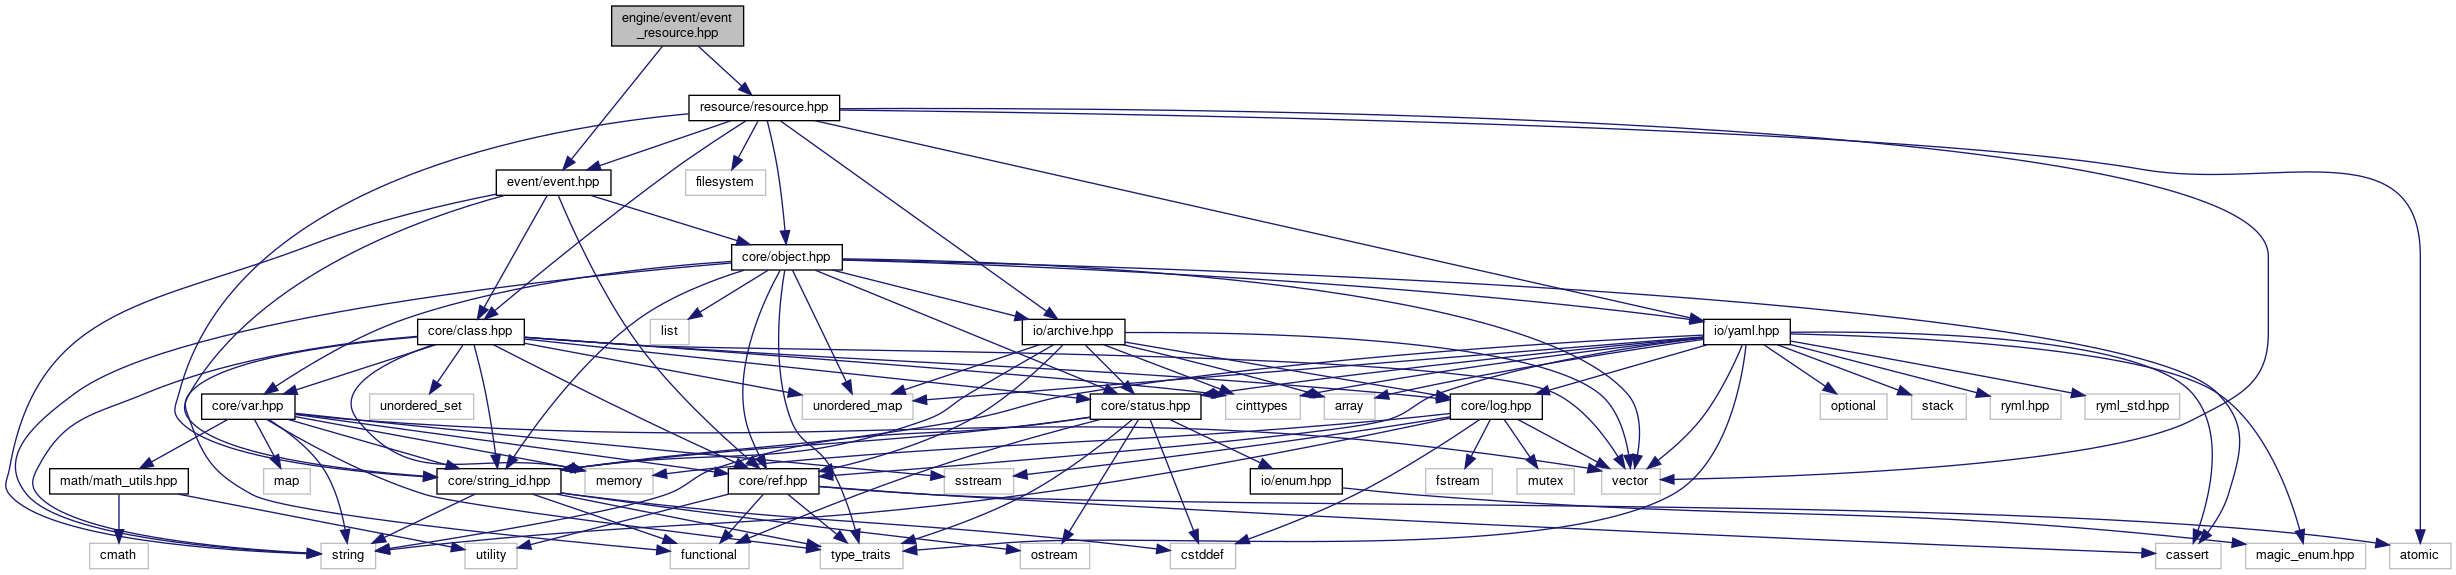 engine/event/event
_resource.hpp
resource/resource.hpp
event/event.hpp
filesystem
core/object.hpp
core/class.hpp
list
io/archive.hpp
io/yaml.hpp
core/var.hpp
unordered_set
unordered_map
core/status.hpp
cinttypes
array
core/log.hpp
optional
stack
ryml.hpp
ryml_std.hpp
math/math_utils.hpp
map
core/string_id.hpp
memory
core/ref.hpp
sstream
io/enum.hpp
fstream
mutex
vector
cmath
string
utility
functional
type_traits
ostream
cstddef
cassert
magic_enum.hpp
atomic